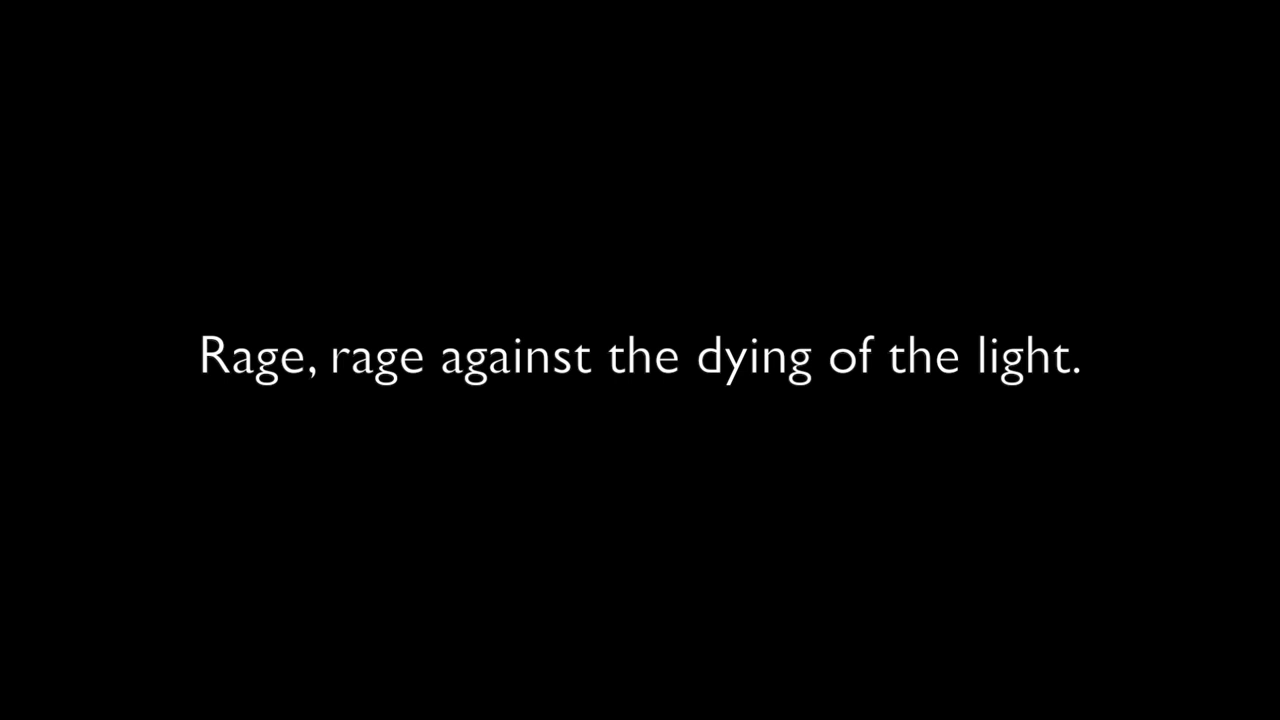 Rage, rage against the dying of the light.